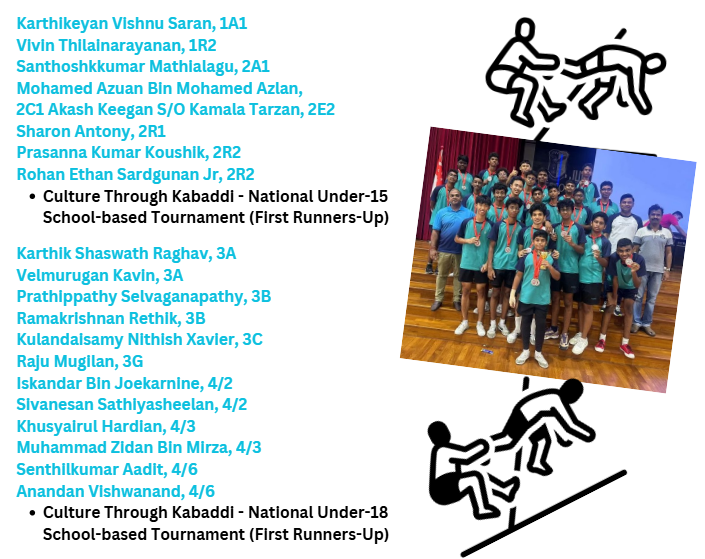 Karthikeyan Vishnu Saran, 1A1
Vivin Thilainarayanan, 1R2
Santhoshkkumar Mathialagu, 2A1
Mohamed Azuan Bin Mohamed Azlan,
2C1 Akash Keegan S/O Kamala Tarzan, 2E2
Sharon Antony, 2R1
Prasanna Kumar Koushik, 2R2
Rohan Ethan Sardgunan Jr, 2R2
• Culture Through Kabaddi - National Under-15
School-based Tournament (First Runners-Up)
Karthik Shaswath Raghav, 3A
Velmurugan Kavin, 3A
Prathippathy Selvaganapathy, 3B
Ramakrishnan Rethik, 3B
Kulandaisamy Nithish Xavier, 3C
Raju Mugilan, 3G
Iskandar Bin Joekarnine, 4/2
Sivanesan Sathiyasheelan, 4/2
Khusyairul Hardian, 4/3
Muhammad Zidan Bin Mirza, 4/3
Senthilkumar Aadit, 4/6
Anandan Vishwanand, 4/6
• Culture Through Kabaddi - National Under-18
School-based Tournament (First Runners-Up)